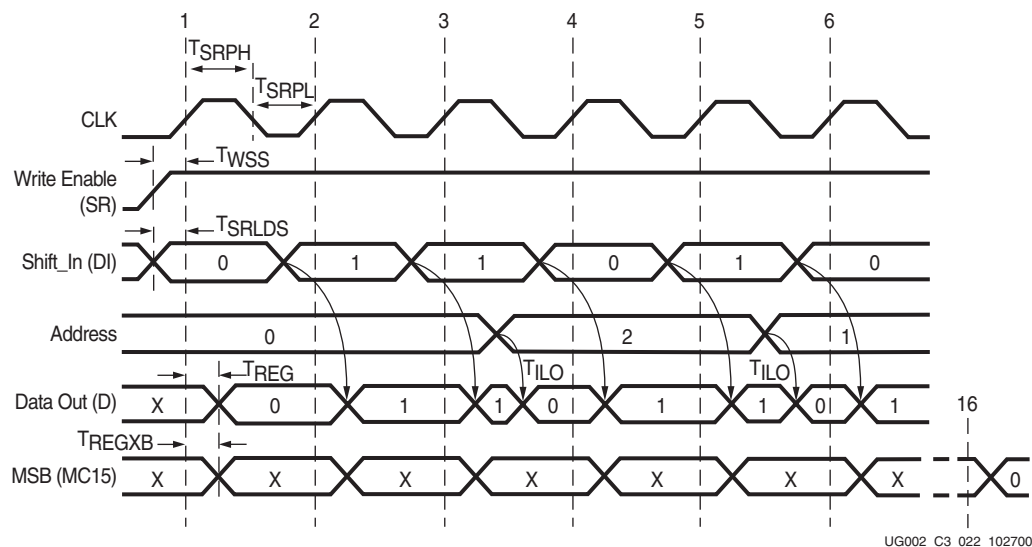 1 2 3 4 5 6
TSRPH
TSRPL
CLK
TWSS
Write Enable
(SR)
TSRLDS
Shift_In (DI) 0 1 1 0 1 0
Address 0 2 1
TREG TILO TILO
Data Out (D) X 0 1 1 0 1 1 0 1 16
TREGXB
MSB (MC15) X X X X X X X 0
UG002_C3_022_102700